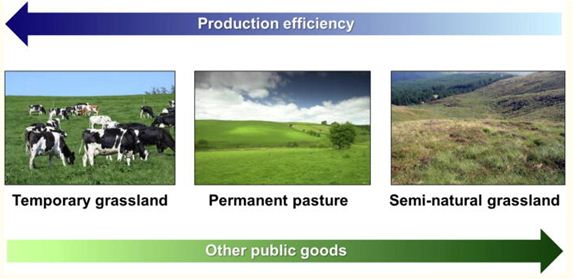 Production efficiency
Temporary grassland
Permanent pasture
Semi-natural grassland
Other public goods